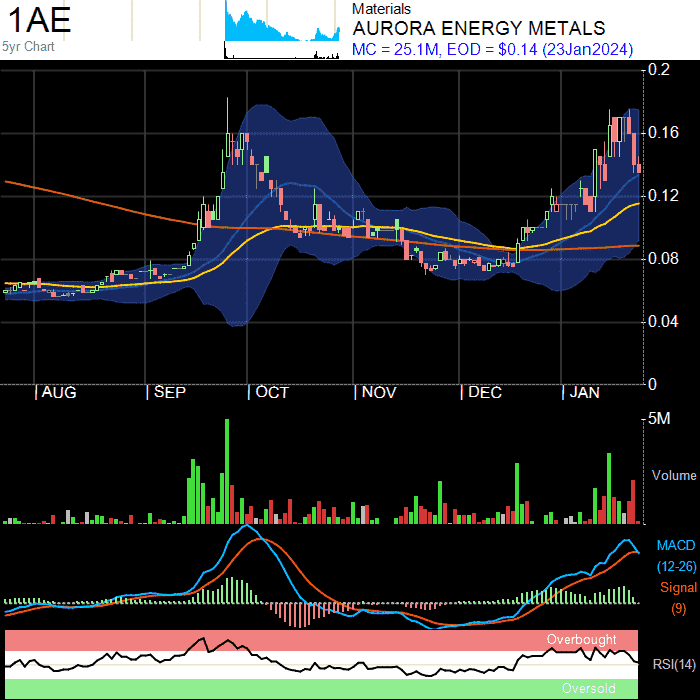 1AE
5yr Chart
Materials
AURORA ENERGY METALS
MC = 25.1M, EOD = $0.14 (23Jan2024)
0.2
0.16
0.12
0.08
0.04
0
| AUG | SEP | OCT | NOV | DEC | JAN
5M
Volume
MACD
(12-26)
Signal
(9)
Overbought
RSI(14)
Oversold